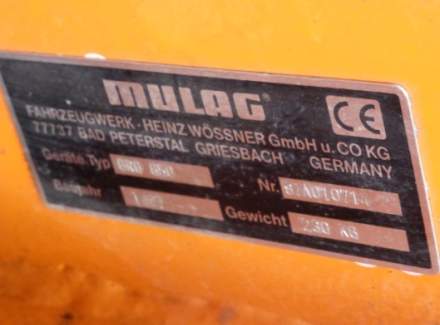 MULAG®
CE
FAHRZEUGWERK · HEINZ WÖSSNER GmbH u. CO KG
77737 BAD PETERSTAL GRIESBACH GERMANY
Geräte Typ Nr.
Baujahr Gewicht 230 KG